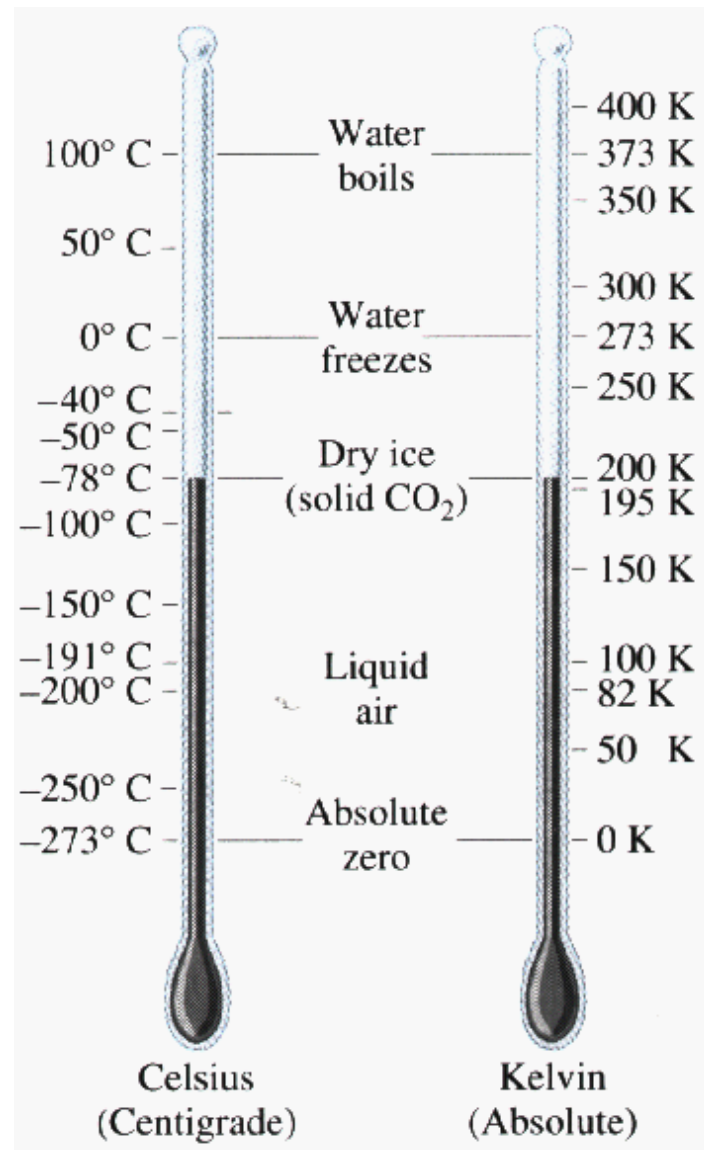 100° C
50° C
0° C
−40° C
−50° C
−78° C
−100° C
−150° C
−191° C
−200° C
−250° C
−273° C
Water
boils
Water
freezes
Dry ice
(solid CO₂)
Liquid
air
Absolute
zero
400 K
373 K
350 K
300 K
273 K
250 K
200 K
195 K
150 K
100 K
82 K
50 K
0 K
Celsius
(Centigrade)
Kelvin
(Absolute)